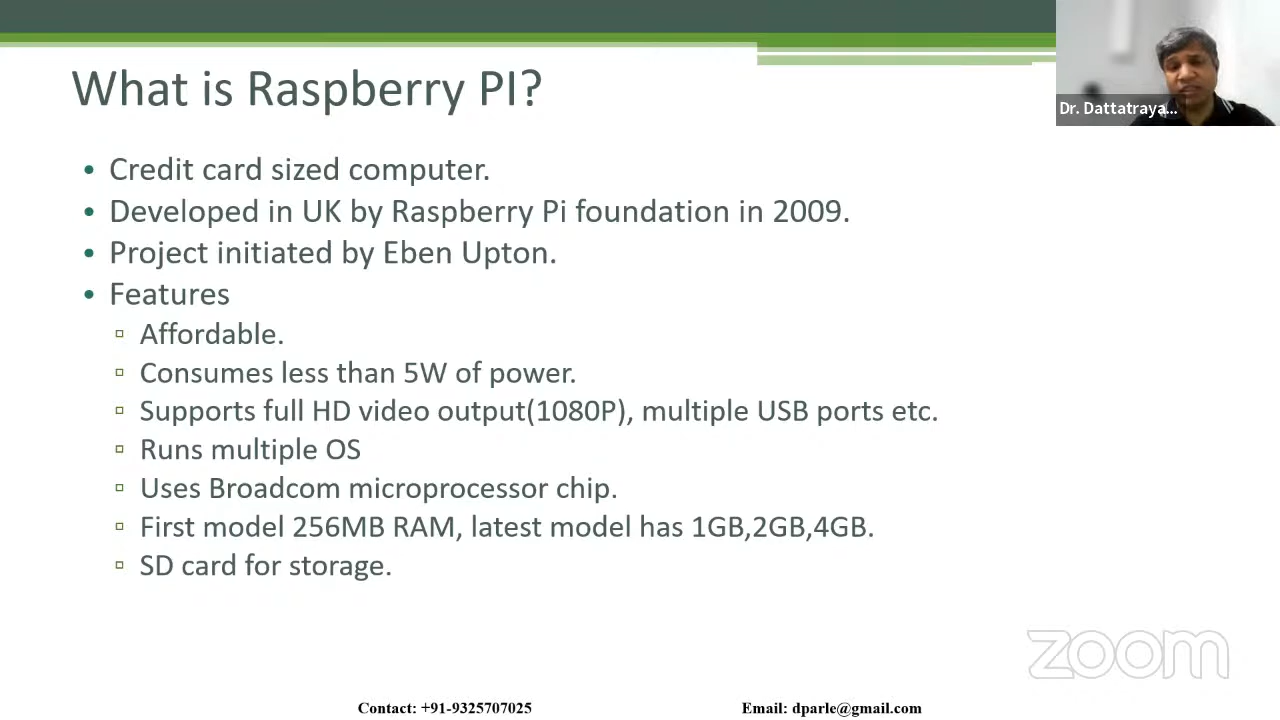 What is Raspberry PI?
Dr. Dattatraya...
• Credit card sized computer.
• Developed in UK by Raspberry Pi foundation in 2009.
• Project initiated by Eben Upton.
• Features
▫ Affordable.
▫ Consumes less than 5W of power.
▫ Supports full HD video output(1080P), multiple USB ports etc.
▫ Runs multiple OS
▫ Uses Broadcom microprocessor chip.
▫ First model 256MB RAM, latest model has 1GB,2GB,4GB.
▫ SD card for storage.
zoom
Contact: +91-9325707025 Email: dparle@gmail.com